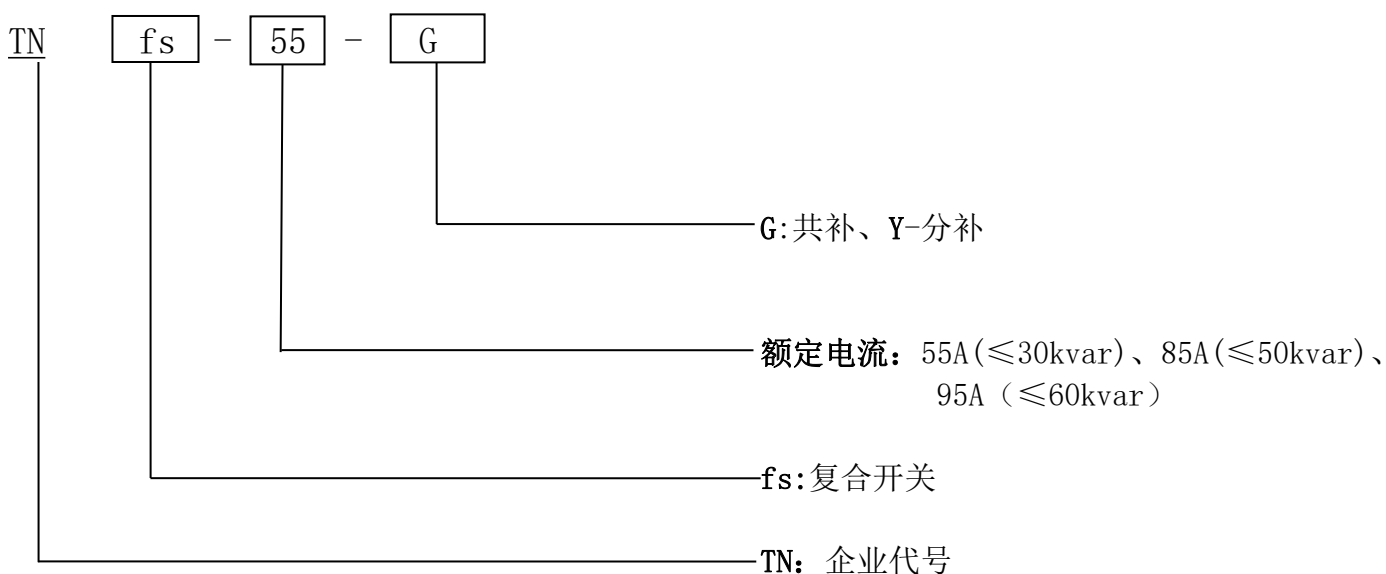 TN fs - 55 - G
G:共补、Y-分补
额定电流：55A(≤30kvar)、85A(≤50kvar)、
95A（≤60kvar）
fs:复合开关
TN：企业代号